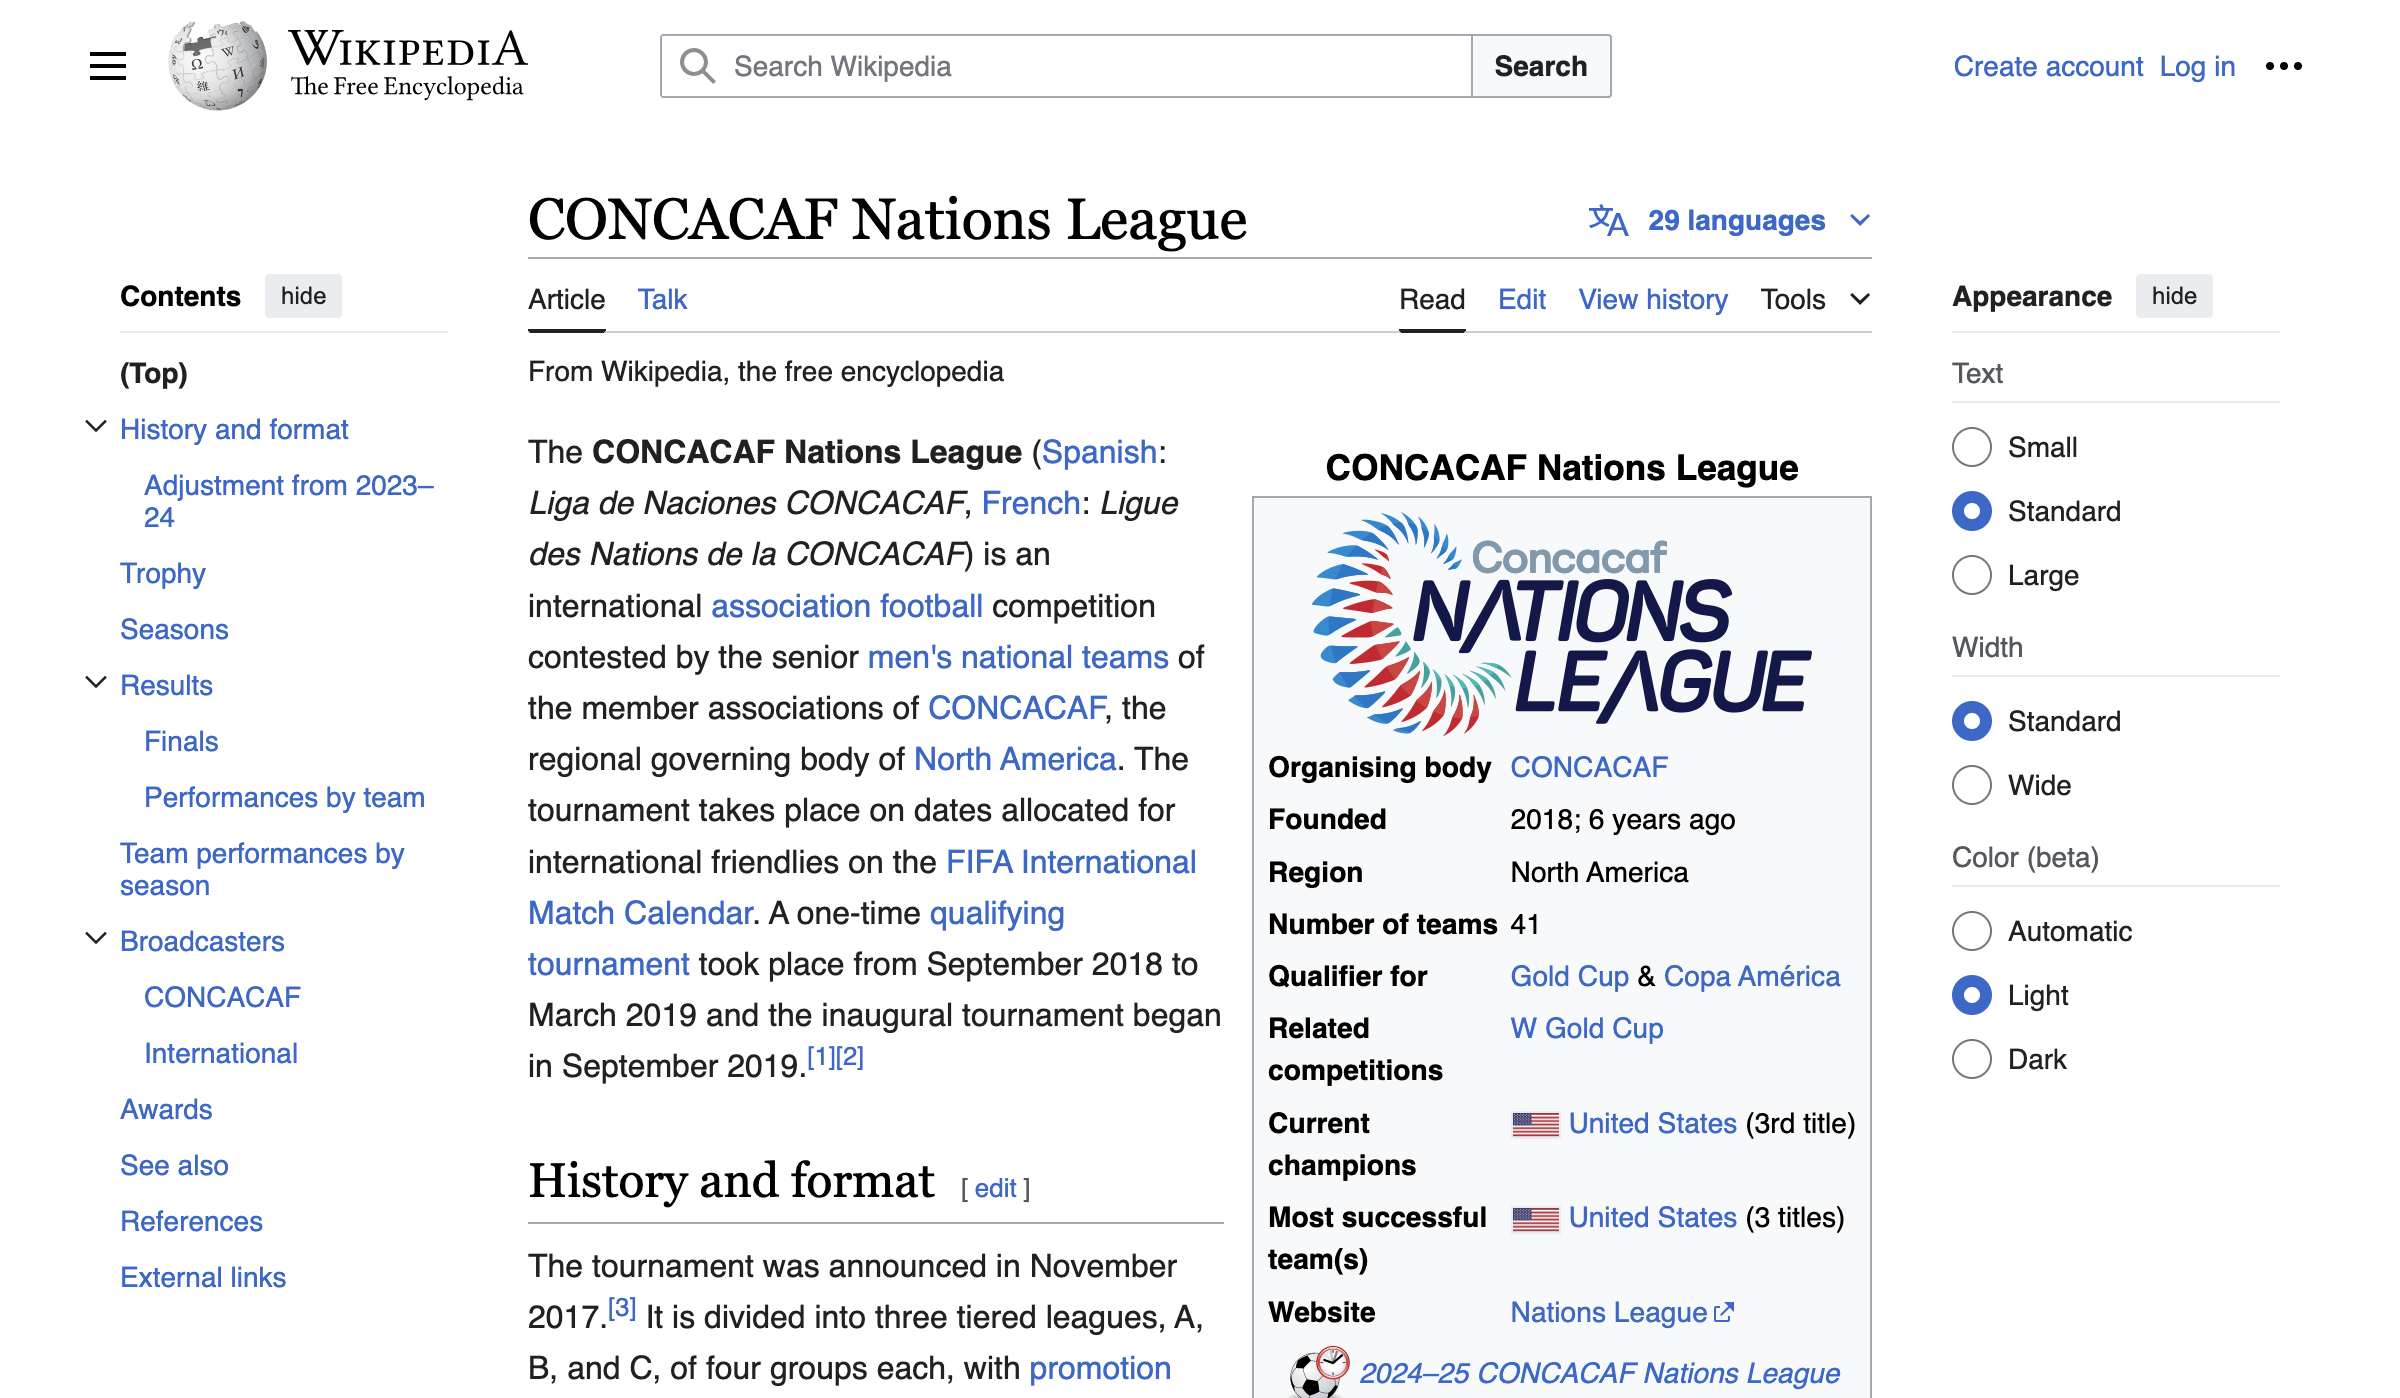 WIKIPEDIA
The Free Encyclopedia
Search Wikipedia
Search
Create account
Log in
Contents
hide
(Top)
History and format
Adjustment from 2023–
24
Trophy
Seasons
Results
Finals
Performances by team
Team performances by
season
Broadcasters
CONCACAF
International
Awards
See also
References
External links
CONCACAF Nations League
29 languages
Article
Talk
Read
Edit
View history
Tools
From Wikipedia, the free encyclopedia
The CONCACAF Nations League (Spanish:
Liga de Naciones CONCACAF, French: Ligue
des Nations de la CONCACAF) is an
international association football competition
contested by the senior men's national teams of
the member associations of CONCACAF, the
regional governing body of North America. The
tournament takes place on dates allocated for
international friendlies on the FIFA International
Match Calendar. A one-time qualifying
tournament took place from September 2018 to
March 2019 and the inaugural tournament began
in September 2019.[1][2]
History and format [ edit ]
The tournament was announced in November
2017.[3] It is divided into three tiered leagues, A,
B, and C, of four groups each, with promotion
CONCACAF Nations League
Concacaf
NATIONS
LEAGUE
Organising body CONCACAF
Founded 2018; 6 years ago
Region North America
Number of teams 41
Qualifier for Gold Cup & Copa América
Related
competitions
W Gold Cup
Current
champions
United States (3rd title)
Most successful
team(s)
United States (3 titles)
Website Nations League
2024–25 CONCACAF Nations League
Appearance
hide
Text
Small
Standard
Large
Width
Standard
Wide
Color (beta)
Automatic
Light
Dark